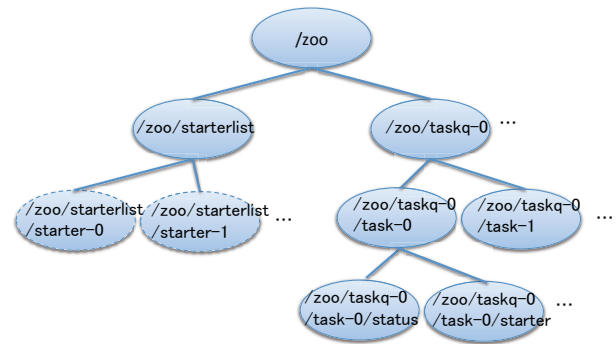 /zoo
/zoo/starterlist
/zoo/taskq-0
...
/zoo/starterlist
/starter-0
/zoo/starterlist
/starter-1
...
/zoo/taskq-0
/task-0
/zoo/taskq-0
/task-1
...
/zoo/taskq-0
/task-0/status
/zoo/taskq-0
/task-0/starter
...